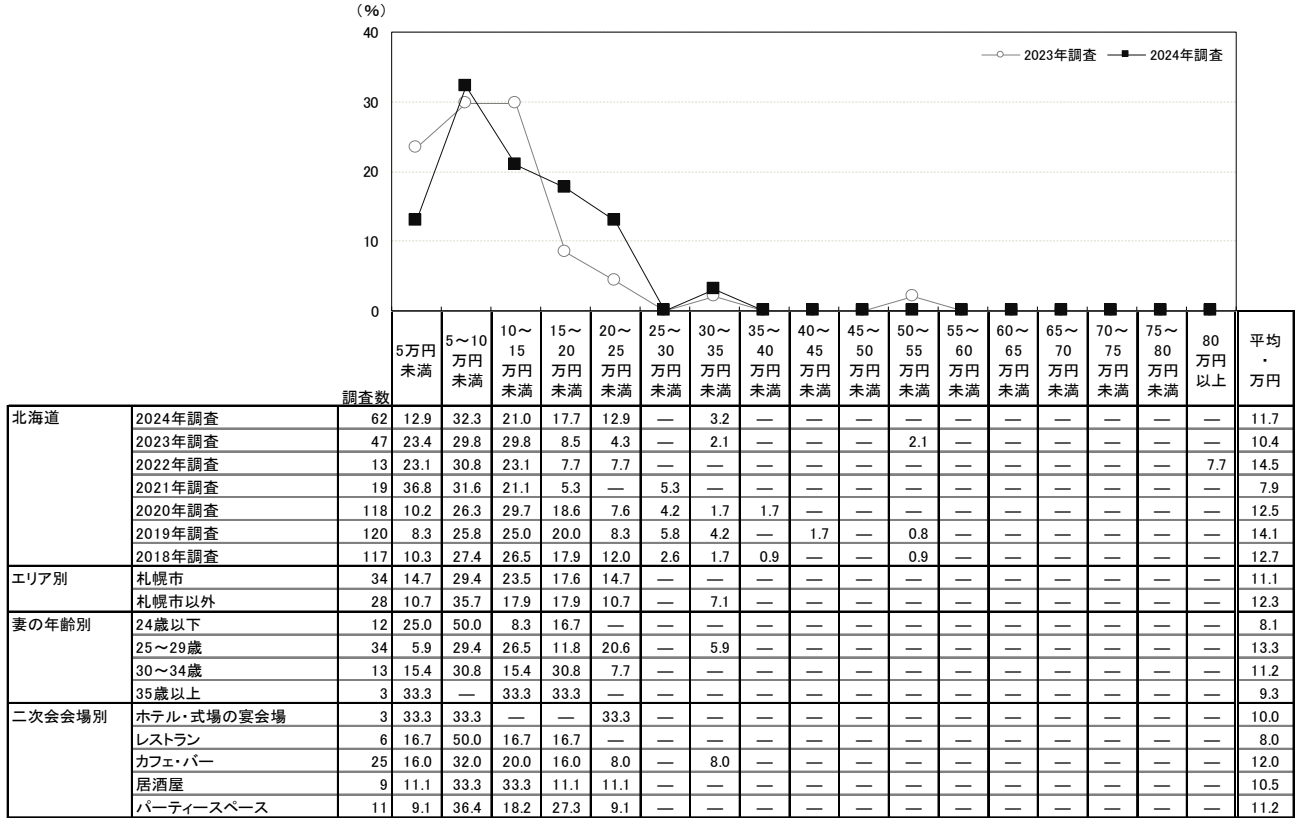 （%）
40
30
20
10
0
2023年調査 2024年調査
調査数 5万円未満 5～10万円未満 10～15万円未満 15～20万円未満 20～25万円未満 25～30万円未満 30～35万円未満 35～40万円未満 40～45万円未満 45～50万円未満 50～55万円未満 55～60万円未満 60～65万円未満 65～70万円未満 70～75万円未満 75～80万円未満 80万円以上 平均・万円
北海道 2024年調査 62 12.9 32.3 21.0 17.7 12.9 — 3.2 — — — — — — — — — — 11.7
2023年調査 47 23.4 29.8 29.8 8.5 4.3 — 2.1 — — — 2.1 — — — — — — 10.4
2022年調査 13 23.1 30.8 23.1 7.7 7.7 — — — — — — — — — — — 7.7 14.5
2021年調査 19 36.8 31.6 21.1 5.3 — 5.3 — — — — — — — — — — — 7.9
2020年調査 118 10.2 26.3 29.7 18.6 7.6 4.2 1.7 1.7 — — — — — — — — — 12.5
2019年調査 120 8.3 25.8 25.0 20.0 8.3 5.8 4.2 — 1.7 — 0.8 — — — — — — 14.1
2018年調査 117 10.3 27.4 26.5 17.9 12.0 2.6 1.7 0.9 — — 0.9 — — — — — — 12.7
エリア別 札幌市 34 14.7 29.4 23.5 17.6 14.7 — — — — — — — — — — — — 11.1
札幌市以外 28 10.7 35.7 17.9 17.9 10.7 — 7.1 — — — — — — — — — — 12.3
妻の年齢別 24歳以下 12 25.0 50.0 8.3 16.7 — — — — — — — — — — — — — 8.1
25～29歳 34 5.9 29.4 26.5 11.8 20.6 — 5.9 — — — — — — — — — — 13.3
30～34歳 13 15.4 30.8 15.4 30.8 7.7 — — — — — — — — — — — — 11.2
35歳以上 3 33.3 — 33.3 33.3 — — — — — — — — — — — — — 9.3
二次会会場別 ホテル・式場の宴会場 3 33.3 33.3 — — 33.3 — — — — — — — — — — — — 10.0
レストラン 6 16.7 50.0 16.7 16.7 — — — — — — — — — — — — — 8.0
カフェ・バー 25 16.0 32.0 20.0 16.0 8.0 — 8.0 — — — — — — — — — — 12.0
居酒屋 9 11.1 33.3 33.3 11.1 11.1 — — — — — — — — — — — — 10.5
パーティースペース 11 9.1 36.4 18.2 27.3 9.1 — — — — — — — — — — — — 11.2